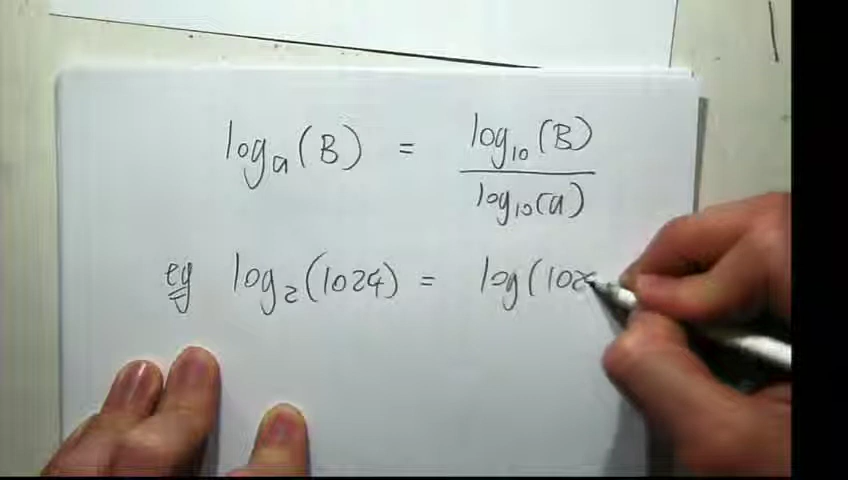 logₐ(B) = log₁₀(B) / log₁₀(a)
eg log₂(1024) = log(102